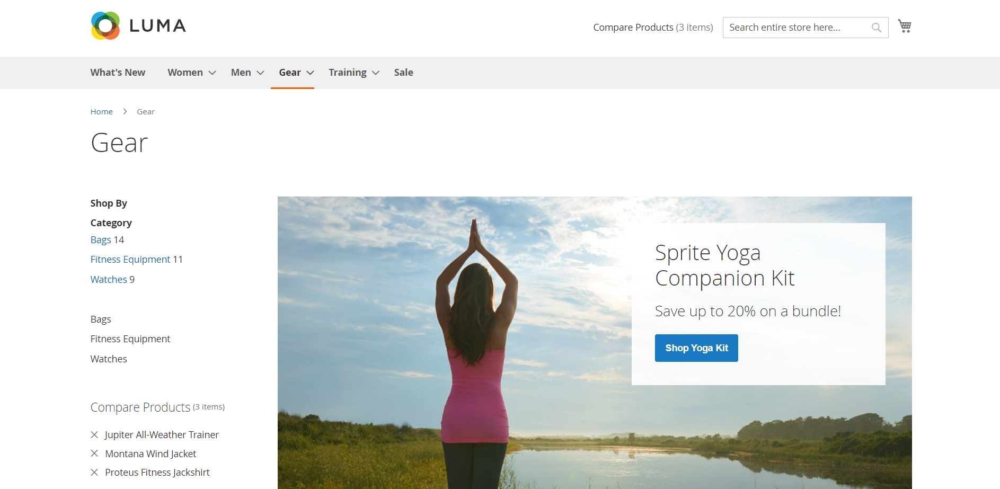 LUMA
Compare Products (3 items)
Search entire store here...
What's New
Women
Men
Gear
Training
Sale
Home
Gear
Gear
Shop By
Category
Bags 14
Fitness Equipment 11
Watches 9
Bags
Fitness Equipment
Watches
Compare Products (3 items)
Jupiter All-Weather Trainer
Montana Wind Jacket
Proteus Fitness Jackshirt
Sprite Yoga
Companion Kit
Save up to 20% on a bundle!
Shop Yoga Kit